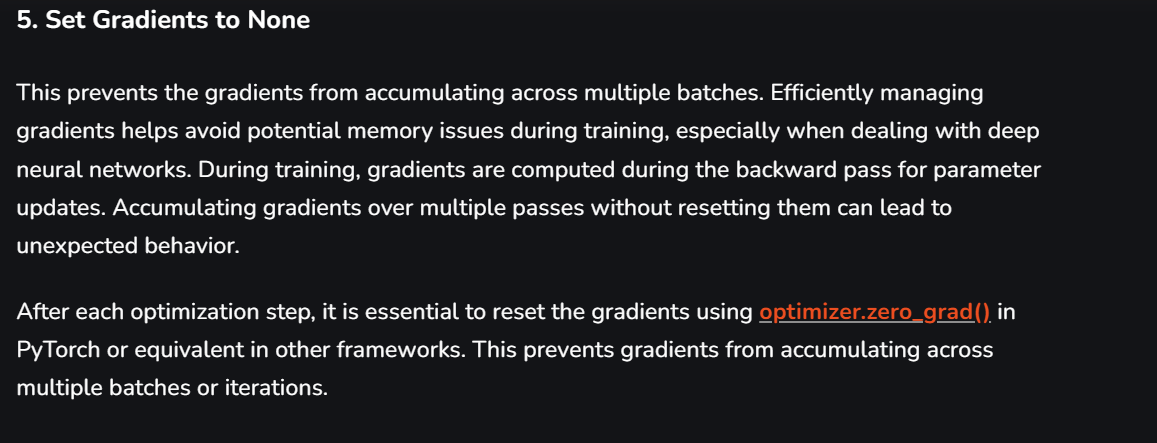 5. Set Gradients to None
This prevents the gradients from accumulating across multiple batches. Efficiently managing
gradients helps avoid potential memory issues during training, especially when dealing with deep
neural networks. During training, gradients are computed during the backward pass for parameter
updates. Accumulating gradients over multiple passes without resetting them can lead to
unexpected behavior.
After each optimization step, it is essential to reset the gradients using optimizer.zero_grad() in
PyTorch or equivalent in other frameworks. This prevents gradients from accumulating across
multiple batches or iterations.